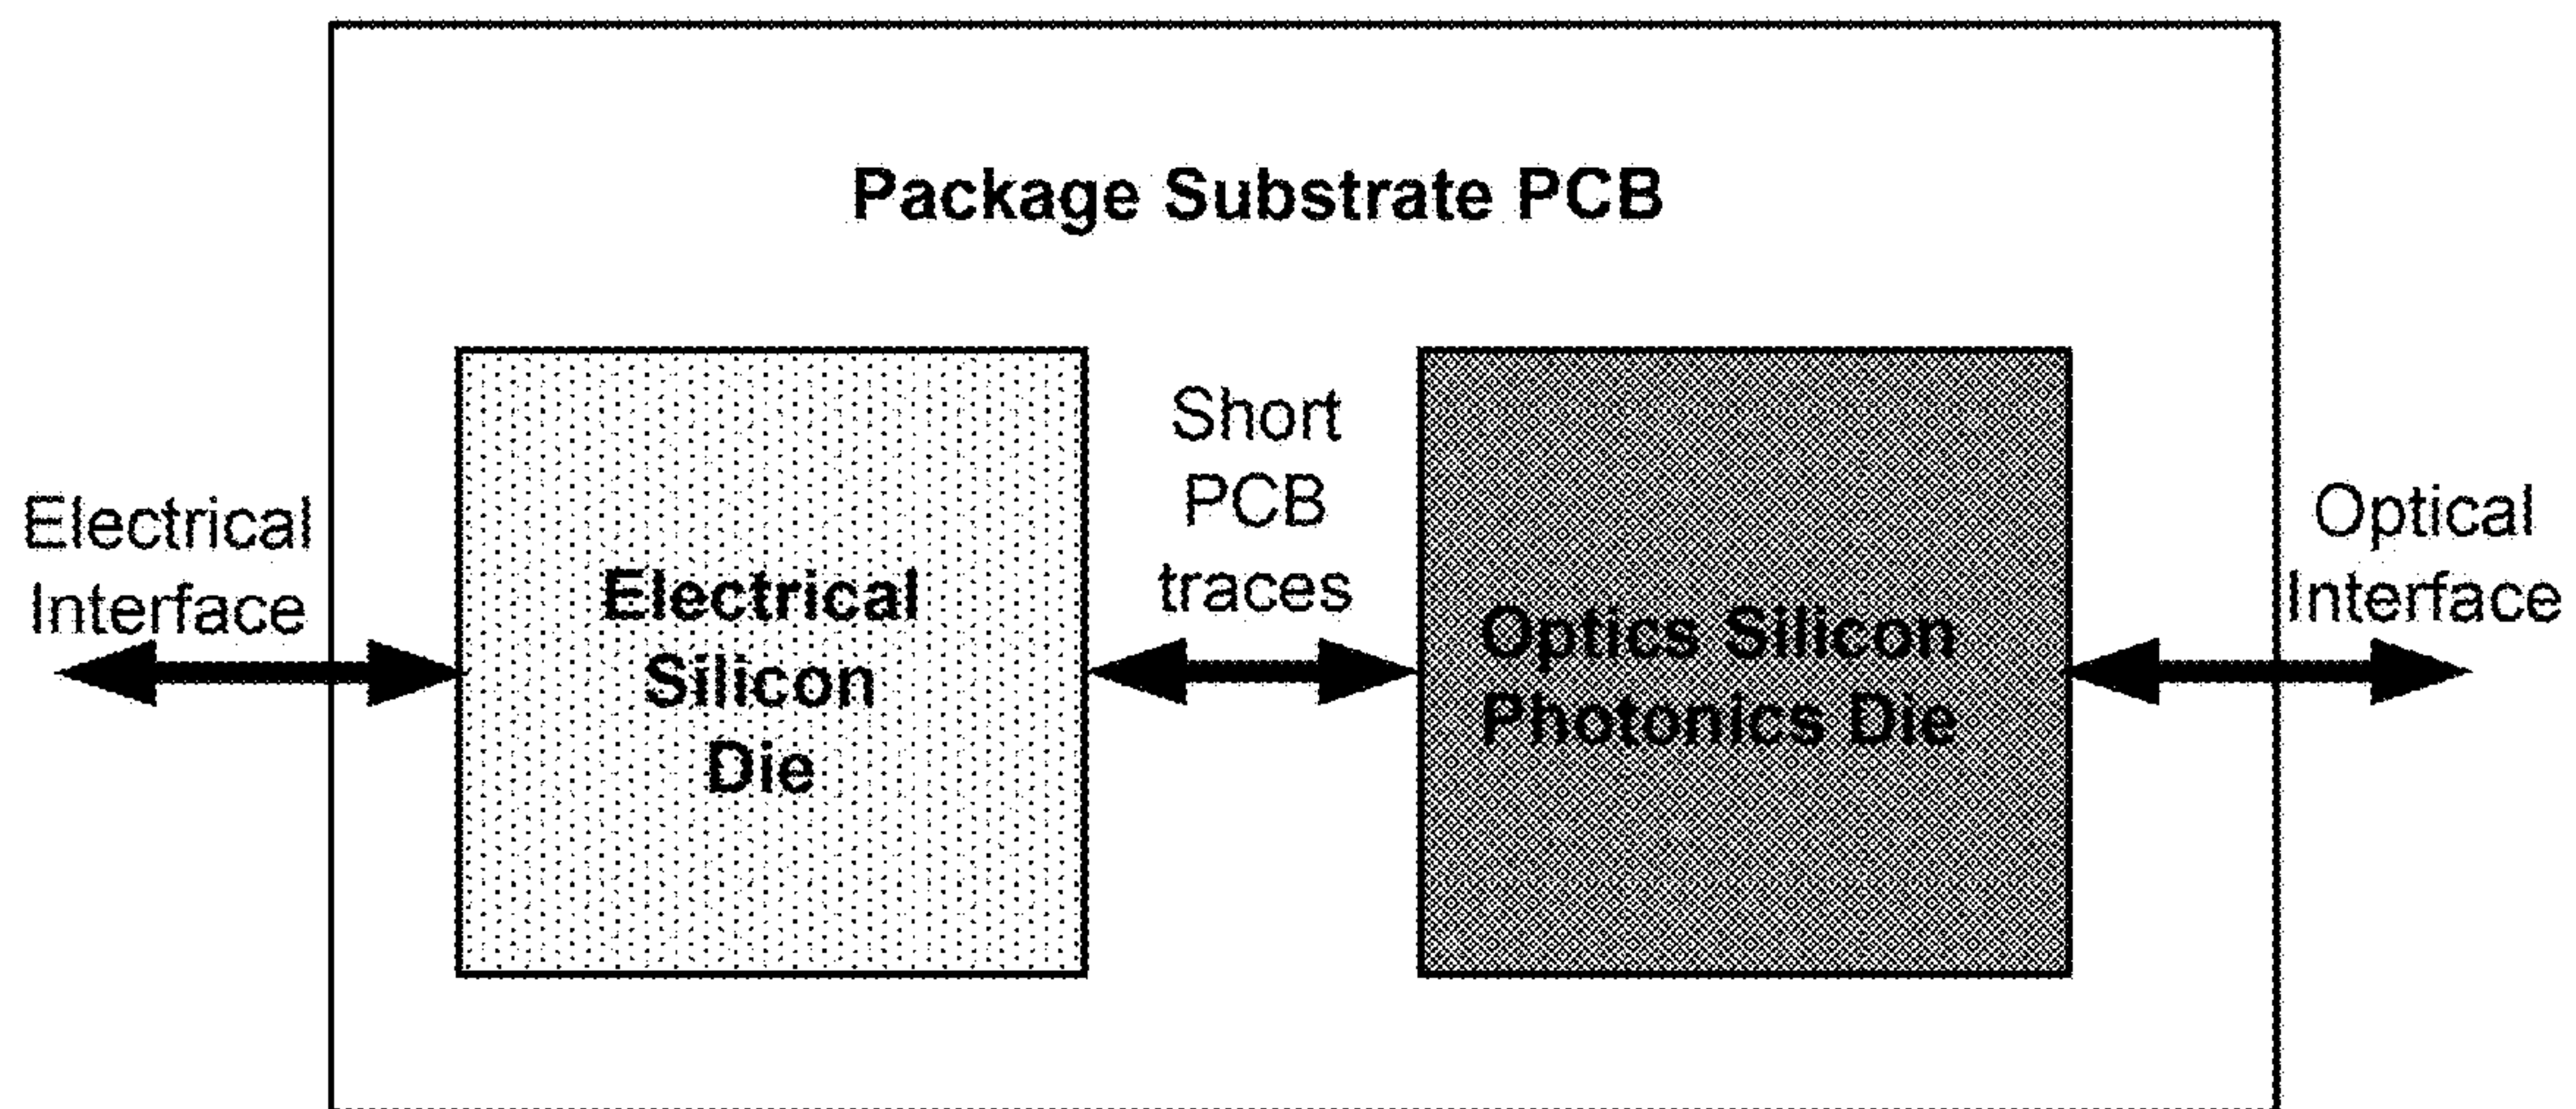 Package Substrate PCB
Electrical
Interface
Electrical
Silicon
Die
Short
PCB
traces
Optics Silicon
Photonics Die
Optical
Interface